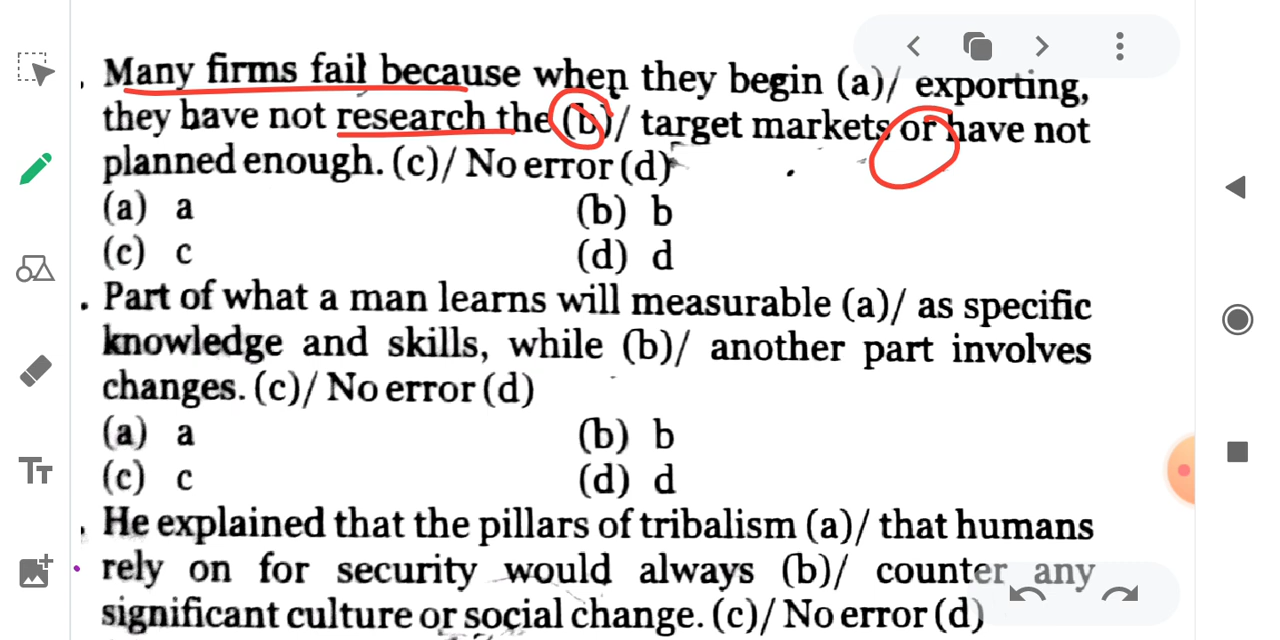 Many firms fail because when they begin (a)/ exporting,
they have not research the (b)/ target markets or have not
planned enough. (c)/ No error (d)
(a) a (b) b
(c) c (d) d
. Part of what a man learns will measurable (a)/ as specific
knowledge and skills, while (b)/ another part involves
changes. (c)/ No error (d)
(a) a (b) b
(c) c (d) d
. He explained that the pillars of tribalism (a)/ that humans
rely on for security would always (b)/ counter any
significant culture or social change. (c)/ No error (d)
TT